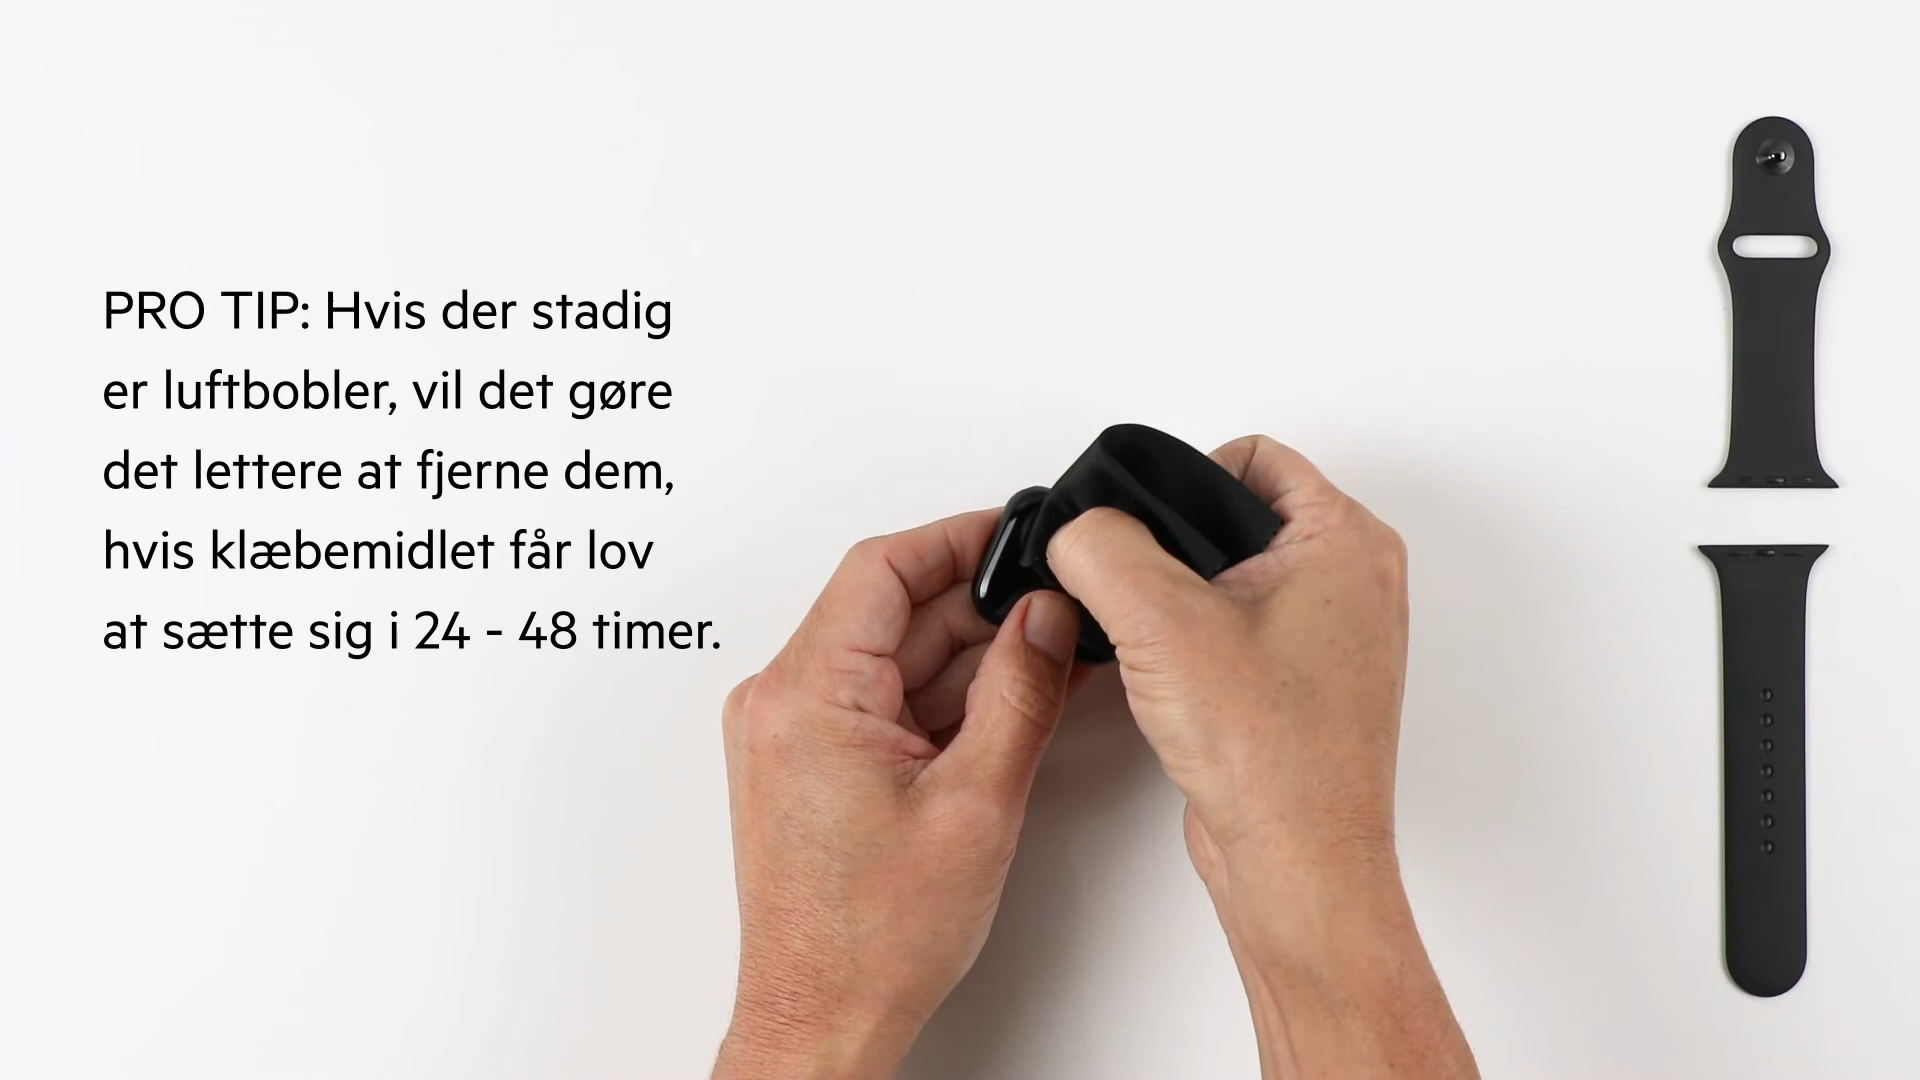 PRO TIP: Hvis der stadig
er luftbobler, vil det gøre
det lettere at fjerne dem,
hvis klæbemidlet får lov
at sætte sig i 24 - 48 timer.